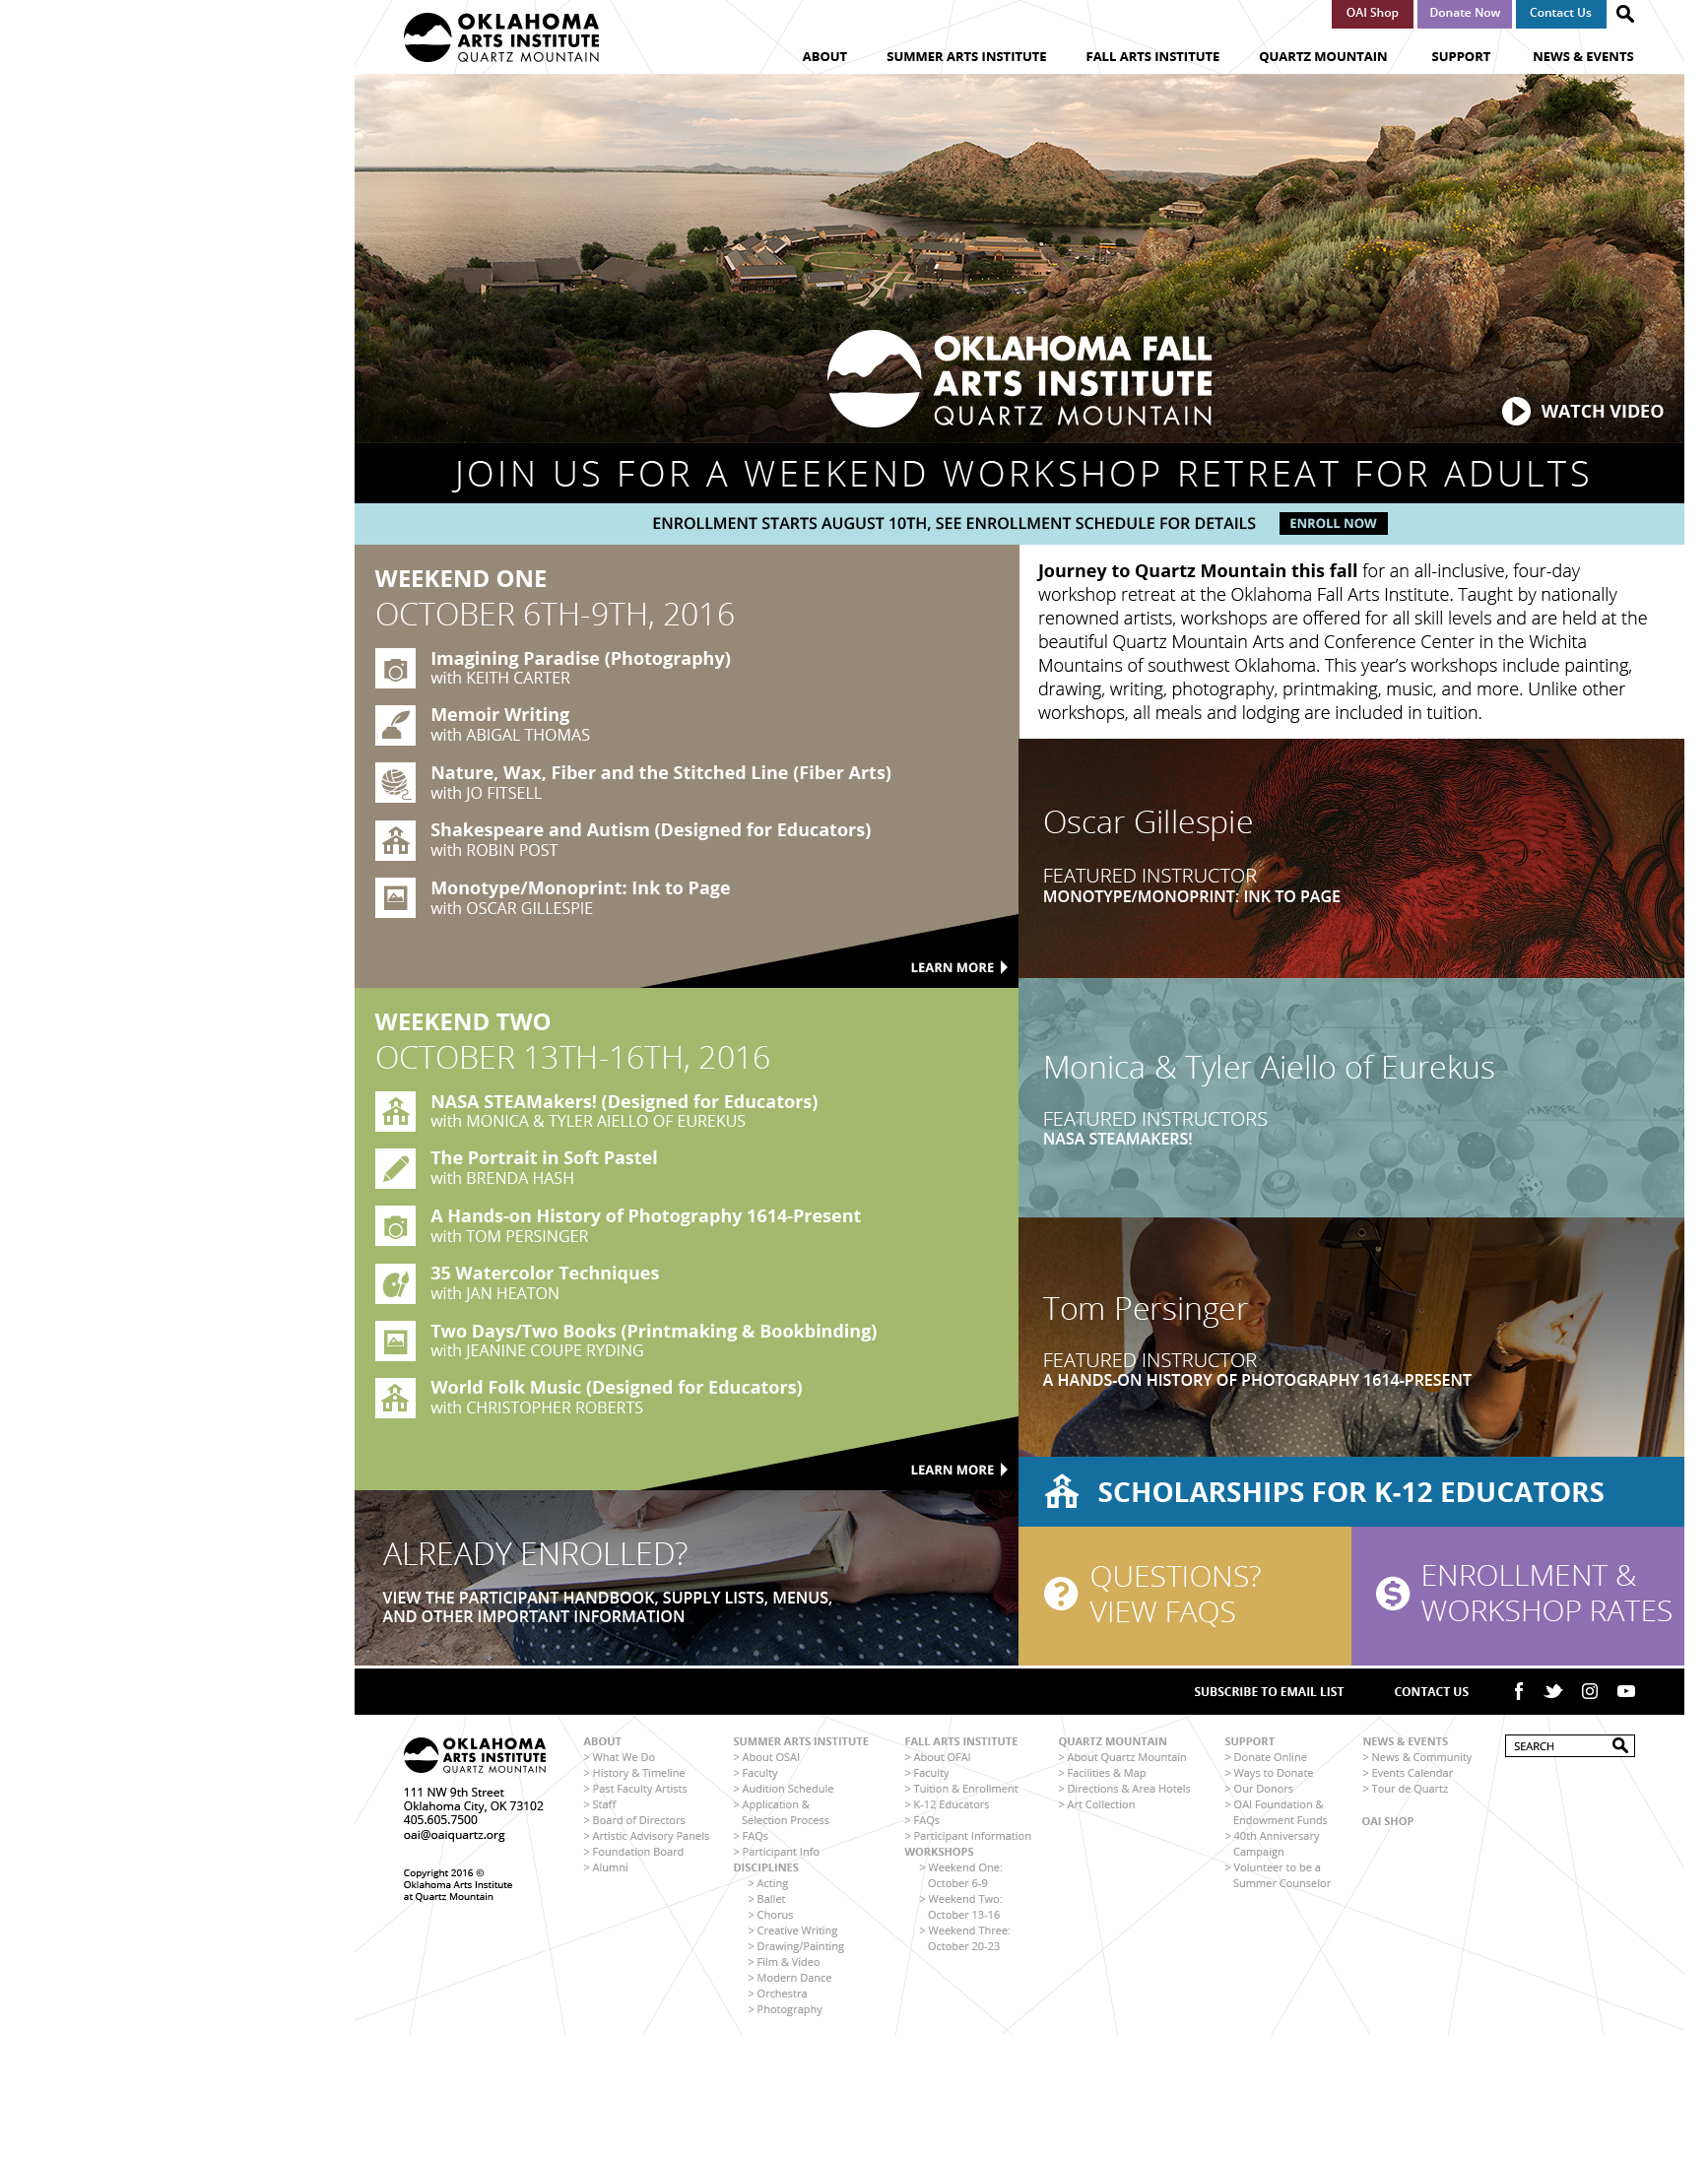 OKLAHOMA
ARTS INSTITUTE
QUARTZ MOUNTAIN
OAI Shop
Donate Now
Contact Us
ABOUT
SUMMER ARTS INSTITUTE
FALL ARTS INSTITUTE
QUARTZ MOUNTAIN
SUPPORT
NEWS & EVENTS
OKLAHOMA FALL
ARTS INSTITUTE
QUARTZ MOUNTAIN
WATCH VIDEO
JOIN US FOR A WEEKEND WORKSHOP RETREAT FOR ADULTS
ENROLLMENT STARTS AUGUST 10TH, SEE ENROLLMENT SCHEDULE FOR DETAILS
ENROLL NOW
WEEKEND ONE
OCTOBER 6TH-9TH, 2016
Imagining Paradise (Photography)
with KEITH CARTER
Memoir Writing
with ABIGAL THOMAS
Nature, Wax, Fiber and the Stitched Line (Fiber Arts)
with JO FITSELL
Shakespeare and Autism (Designed for Educators)
with ROBIN POST
Monotype/Monoprint: Ink to Page
with OSCAR GILLESPIE
LEARN MORE
WEEKEND TWO
OCTOBER 13TH-16TH, 2016
NASA STEAMakers! (Designed for Educators)
with MONICA & TYLER AIELLO OF EUREKUS
The Portrait in Soft Pastel
with BRENDA HASH
A Hands-on History of Photography 1614-Present
with TOM PERSINGER
35 Watercolor Techniques
with JAN HEATON
Two Days/Two Books (Printmaking & Bookbinding)
with JEANINE COUPE RYDING
World Folk Music (Designed for Educators)
with CHRISTOPHER ROBERTS
LEARN MORE
ALREADY ENROLLED?
VIEW THE PARTICIPANT HANDBOOK, SUPPLY LISTS, MENUS,
AND OTHER IMPORTANT INFORMATION
Journey to Quartz Mountain this fall for an all-inclusive, four-day
workshop retreat at the Oklahoma Fall Arts Institute. Taught by nationally
renowned artists, workshops are offered for all skill levels and are held at the
beautiful Quartz Mountain Arts and Conference Center in the Wichita
Mountains of southwest Oklahoma. This year’s workshops include painting,
drawing, writing, photography, printmaking, music, and more. Unlike other
workshops, all meals and lodging are included in tuition.
Oscar Gillespie
FEATURED INSTRUCTOR
MONOTYPE/MONOPRINT: INK TO PAGE
Monica & Tyler Aiello of Eurekus
FEATURED INSTRUCTORS
NASA STEAMAKERS!
Tom Persinger
FEATURED INSTRUCTOR
A HANDS-ON HISTORY OF PHOTOGRAPHY 1614-PRESENT
SCHOLARSHIPS FOR K-12 EDUCATORS
QUESTIONS?
VIEW FAQS
ENROLLMENT &
WORKSHOP RATES
SUBSCRIBE TO EMAIL LIST
CONTACT US
OKLAHOMA
ARTS INSTITUTE
QUARTZ MOUNTAIN
111 NW 9th Street
Oklahoma City, OK 73102
405.605.7500
oai@oaiquartz.org
Copyright 2016 ©
Oklahoma Arts Institute
at Quartz Mountain
ABOUT
> What We Do
> History & Timeline
> Past Faculty Artists
> Staff
> Board of Directors
> Artistic Advisory Panels
> Foundation Board
> Alumni
SUMMER ARTS INSTITUTE
> About OSAI
> Faculty
> Audition Schedule
> Application &
Selection Process
> FAQs
> Participant Info
DISCIPLINES
> Acting
> Ballet
> Chorus
> Creative Writing
> Drawing/Painting
> Film & Video
> Modern Dance
> Orchestra
> Photography
FALL ARTS INSTITUTE
> About OFAI
> Faculty
> Tuition & Enrollment
> K-12 Educators
> FAQs
> Participant Information
WORKSHOPS
> Weekend One:
October 6-9
> Weekend Two:
October 13-16
> Weekend Three:
October 20-23
QUARTZ MOUNTAIN
> About Quartz Mountain
> Facilities & Map
> Directions & Area Hotels
> Art Collection
SUPPORT
> Donate Online
> Ways to Donate
> Our Donors
> OAI Foundation &
Endowment Funds
> 40th Anniversary
Campaign
> Volunteer to be a
Summer Counselor
NEWS & EVENTS
> News & Community
> Events Calendar
> Tour de Quartz
OAI SHOP
SEARCH